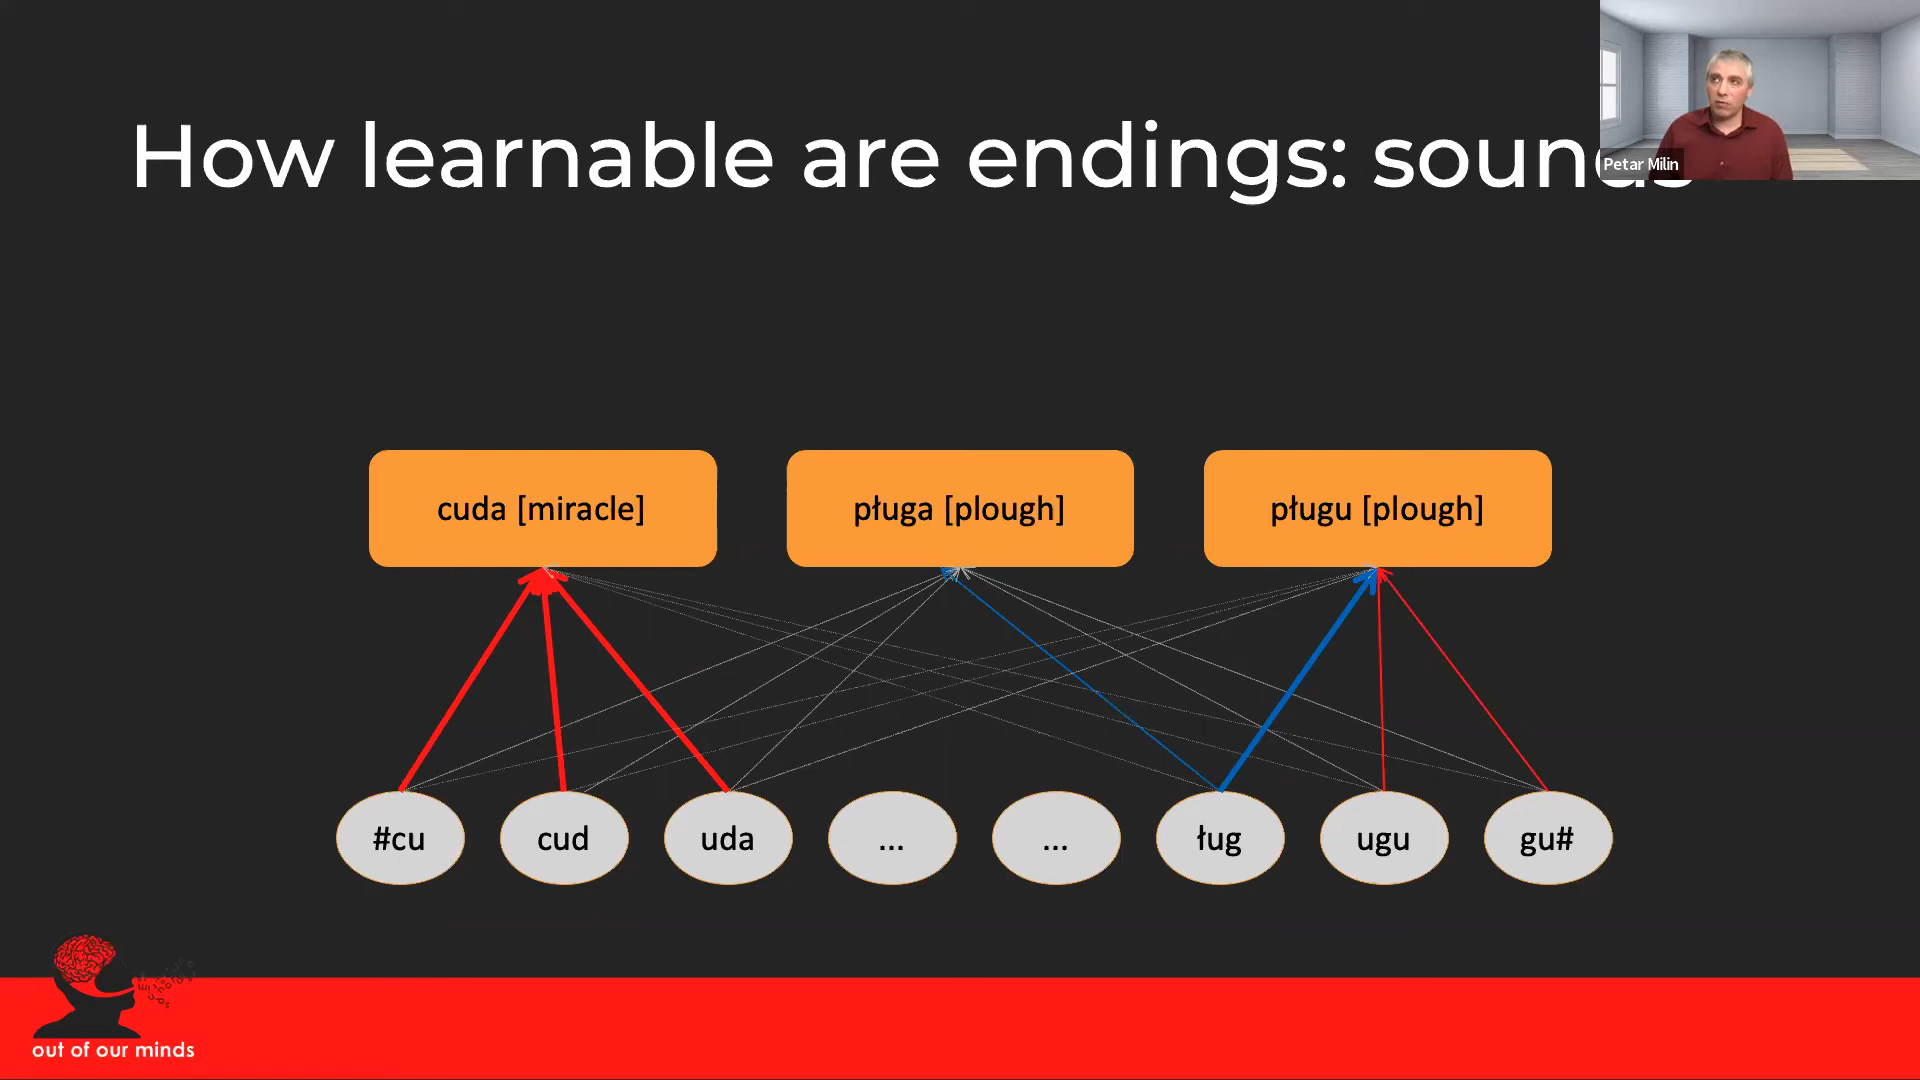 How learnable are endings: sounds
Petar Milin
cuda [miracle]
pługa [plough]
pługu [plough]
#cu
cud
uda
...
...
ług
ugu
gu#
out of our minds